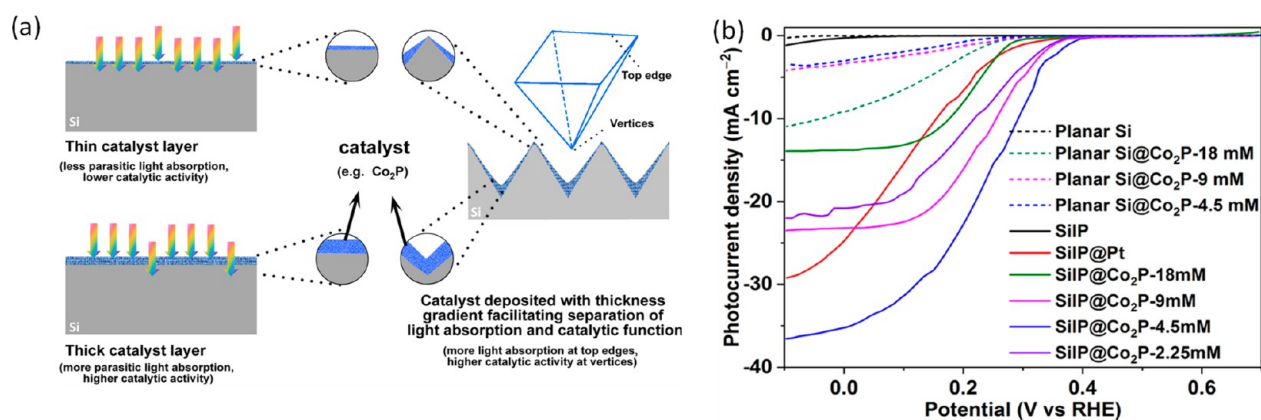 (a)
Si
Thin catalyst layer
(less parasitic light absorption,
lower catalytic activity)
Si
Thick catalyst layer
(more parasitic light absorption,
higher catalytic activity)
catalyst
(e.g. Co₂P)
Top edge
Vertices
Si
Catalyst deposited with thickness
gradient facilitating separation of
light absorption and catalytic function
(more light absorption at top edges,
higher catalytic activity at vertices)
(b)
Photocurrent density (mA cm⁻²)
0
-10
-20
-30
-40
0.0
0.2
0.4
0.6
Potential (V vs RHE)
Planar Si
Planar Si@Co₂P-18 mM
Planar Si@Co₂P-9 mM
Planar Si@Co₂P-4.5 mM
SiIP
SiIP@Pt
SiIP@Co₂P-18mM
SiIP@Co₂P-9mM
SiIP@Co₂P-4.5mM
SiIP@Co₂P-2.25mM